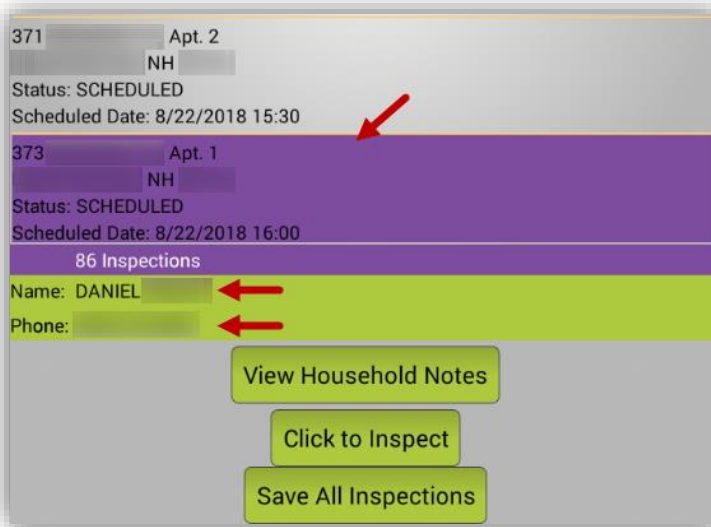 371 Apt. 2
NH
Status: SCHEDULED
Scheduled Date: 8/22/2018 15:30
373 Apt. 1
NH
Status: SCHEDULED
Scheduled Date: 8/22/2018 16:00
86 Inspections
Name: DANIEL
Phone:
View Household Notes
Click to Inspect
Save All Inspections